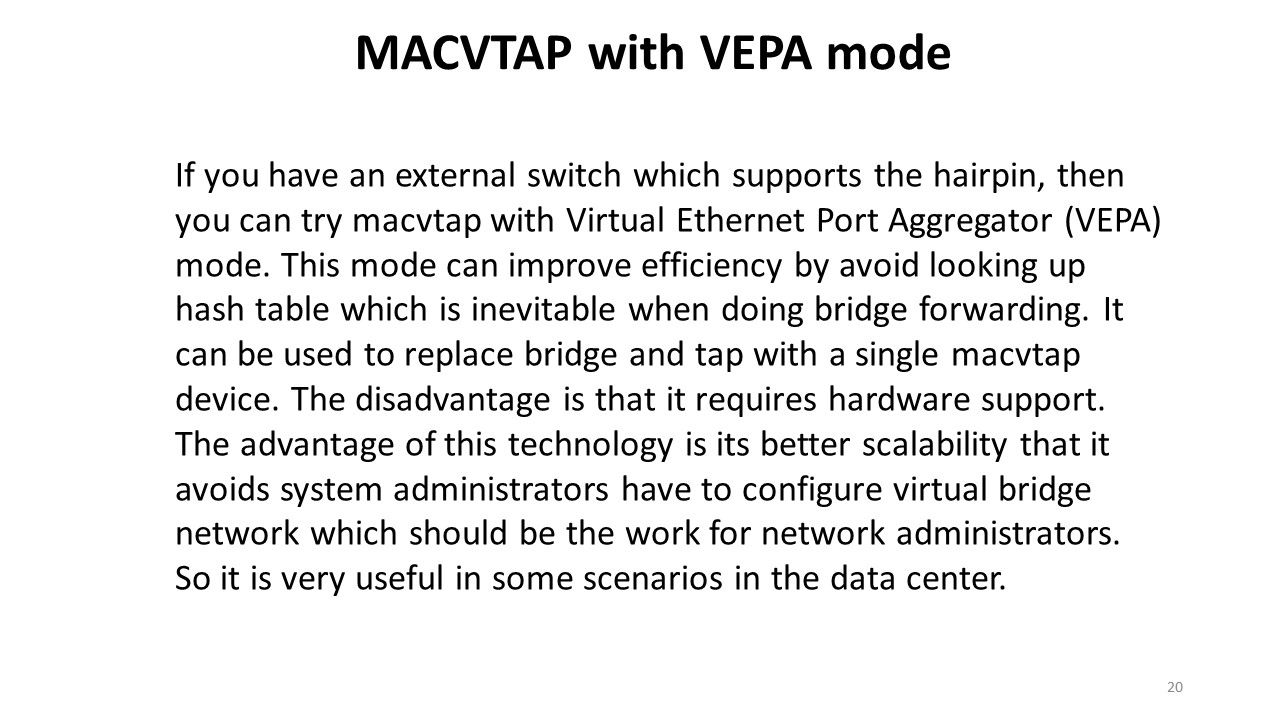 MACVTAP with VEPA mode
If you have an external switch which supports the hairpin, then
you can try macvtap with Virtual Ethernet Port Aggregator (VEPA)
mode. This mode can improve efficiency by avoid looking up
hash table which is inevitable when doing bridge forwarding. It
can be used to replace bridge and tap with a single macvtap
device. The disadvantage is that it requires hardware support.
The advantage of this technology is its better scalability that it
avoids system administrators have to configure virtual bridge
network which should be the work for network administrators.
So it is very useful in some scenarios in the data center.
20